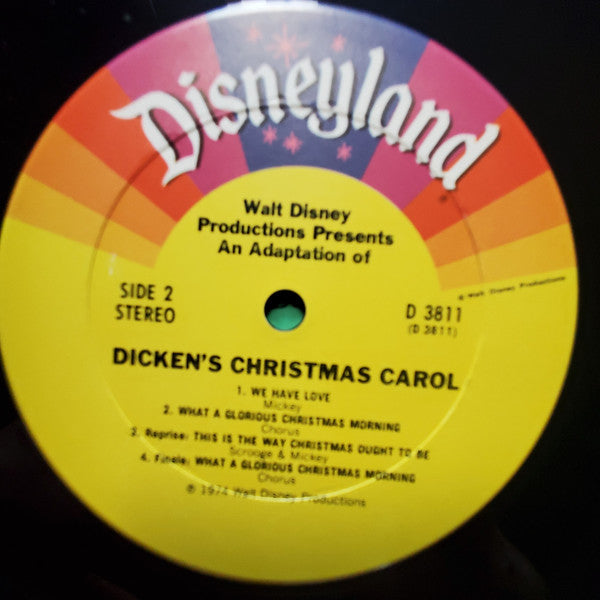 Disneyland
Walt Disney
Productions Presents
An Adaptation of
SIDE 2
STEREO
D 3811
(D 3811)
© Walt Disney Productions
DICKEN'S CHRISTMAS CAROL
1. WE HAVE LOVE
Mickey
2. WHAT A GLORIOUS CHRISTMAS MORNING
Chorus
3. Reprise: THIS IS THE WAY CHRISTMAS OUGHT TO BE
Scrooge & Mickey
4. Finale: WHAT A GLORIOUS CHRISTMAS MORNING
Chorus
℗ 1974 Walt Disney Productions